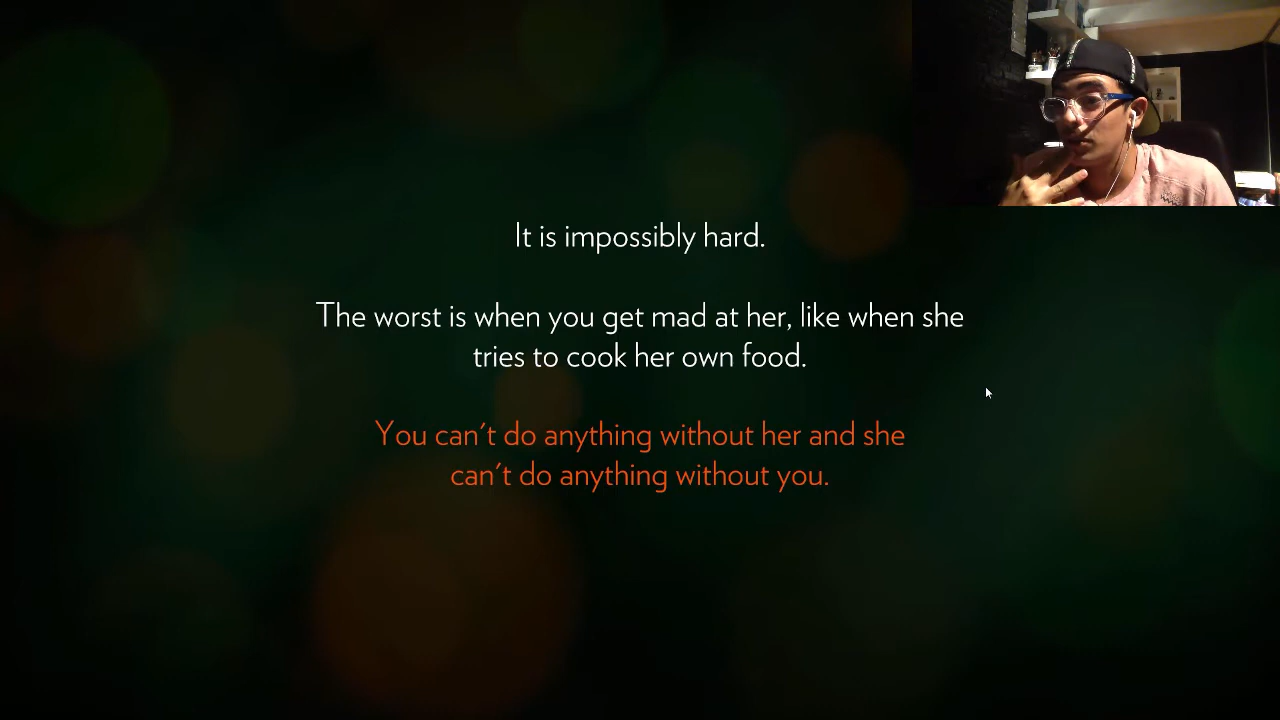 It is impossibly hard.
The worst is when you get mad at her, like when she
tries to cook her own food.
You can't do anything without her and she
can't do anything without you.